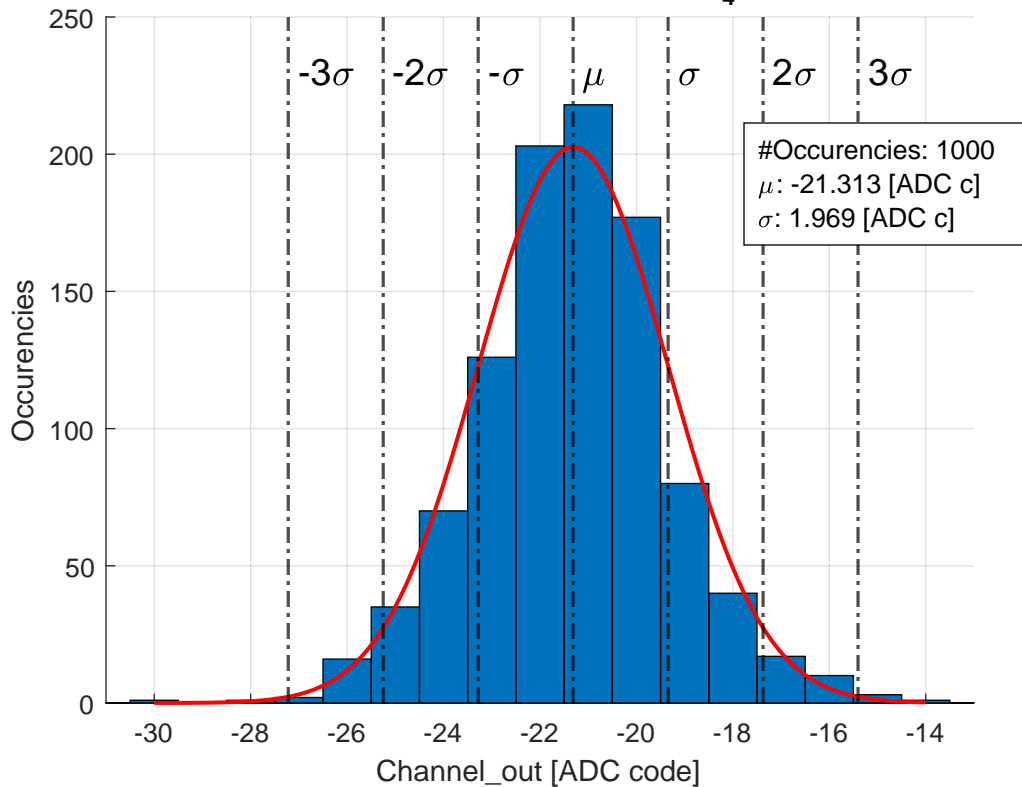 4
250
200
150
100
50
0
-3σ -2σ -σ μ σ 2σ 3σ
#Occurencies: 1000
μ: -21.313 [ADC c]
σ: 1.969 [ADC c]
Occurencies
-30 -28 -26 -24 -22 -20 -18 -16 -14
Channel_out [ADC code]